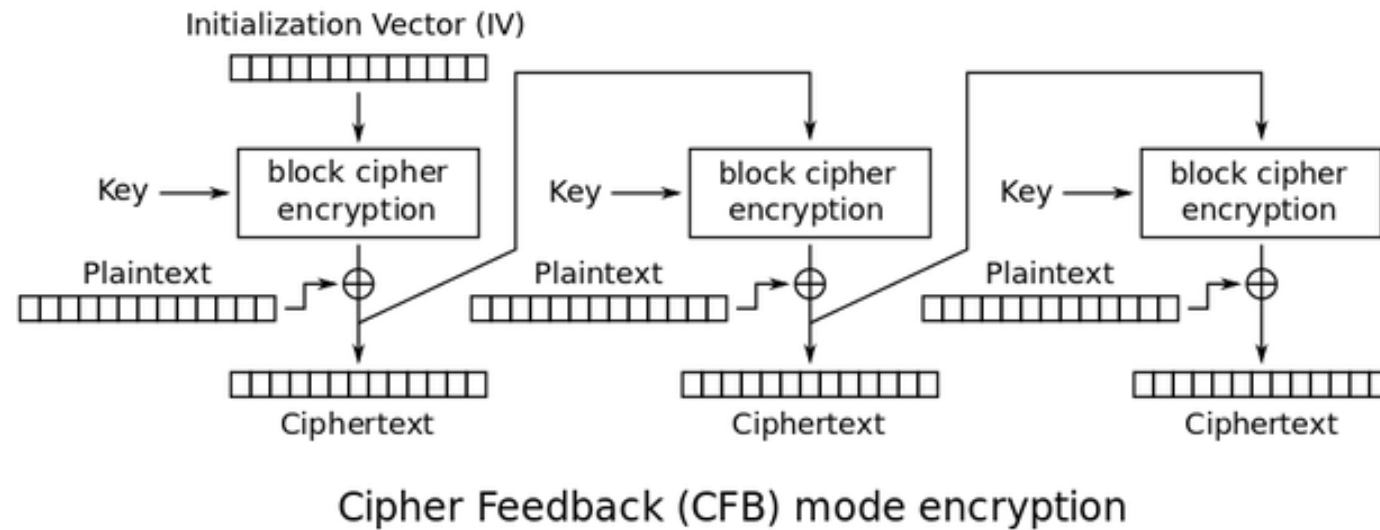 Initialization Vector (IV)
block cipher
encryption
Key
Plaintext
Ciphertext
block cipher
encryption
Key
Plaintext
Ciphertext
block cipher
encryption
Key
Plaintext
Ciphertext
Cipher Feedback (CFB) mode encryption